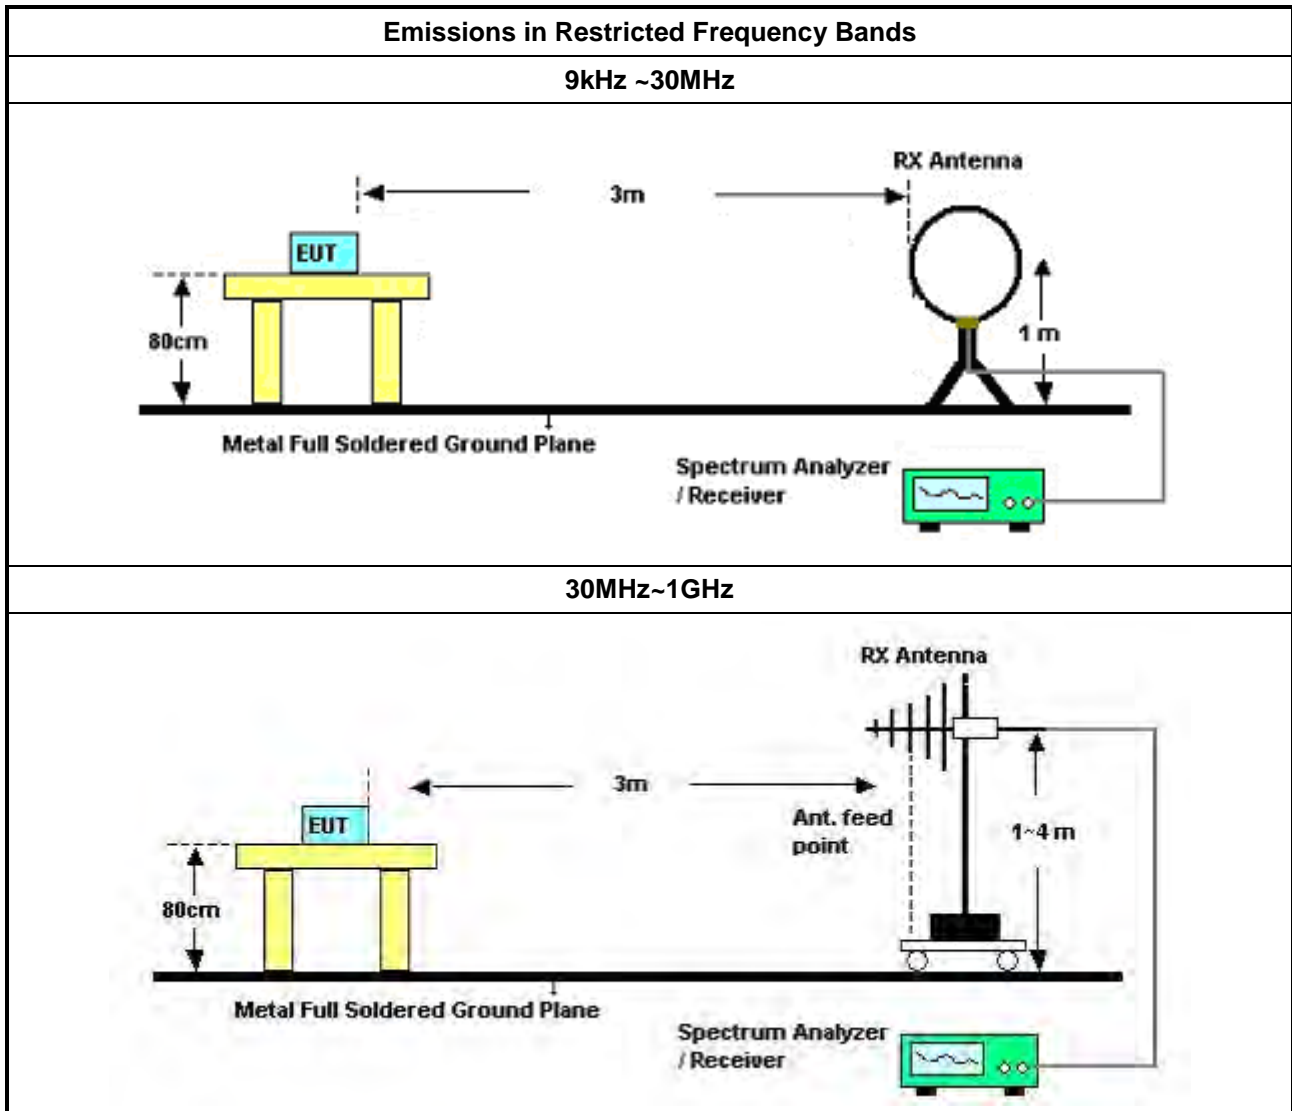 Emissions in Restricted Frequency Bands
9kHz ~30MHz
RX Antenna
3m
EUT
80cm
1 m
Metal Full Soldered Ground Plane
Spectrum Analyzer
/ Receiver
30MHz~1GHz
RX Antenna
3m
Ant. feed
point
1~4 m
EUT
80cm
Metal Full Soldered Ground Plane
Spectrum Analyzer
/ Receiver